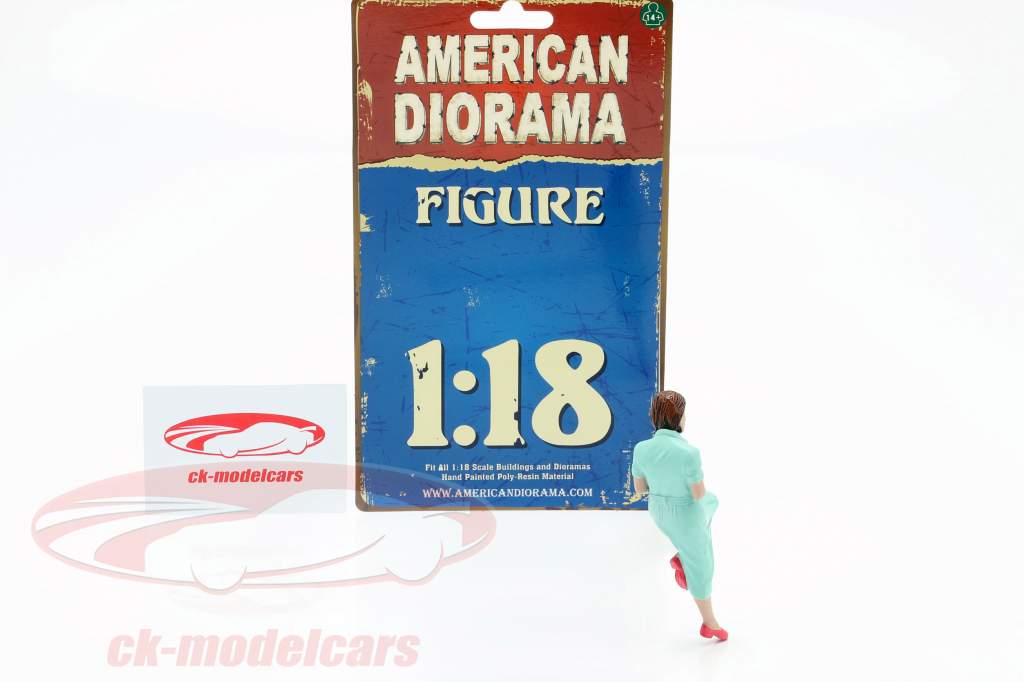 14+
AMERICAN
DIORAMA
FIGURE
1:18
Fit All 1:18 Scale Buildings and Dioramas
Hand Painted Poly-Resin Material
WWW.AMERICANDIORAMA.COM
ck-modelcars
ck-modelcars